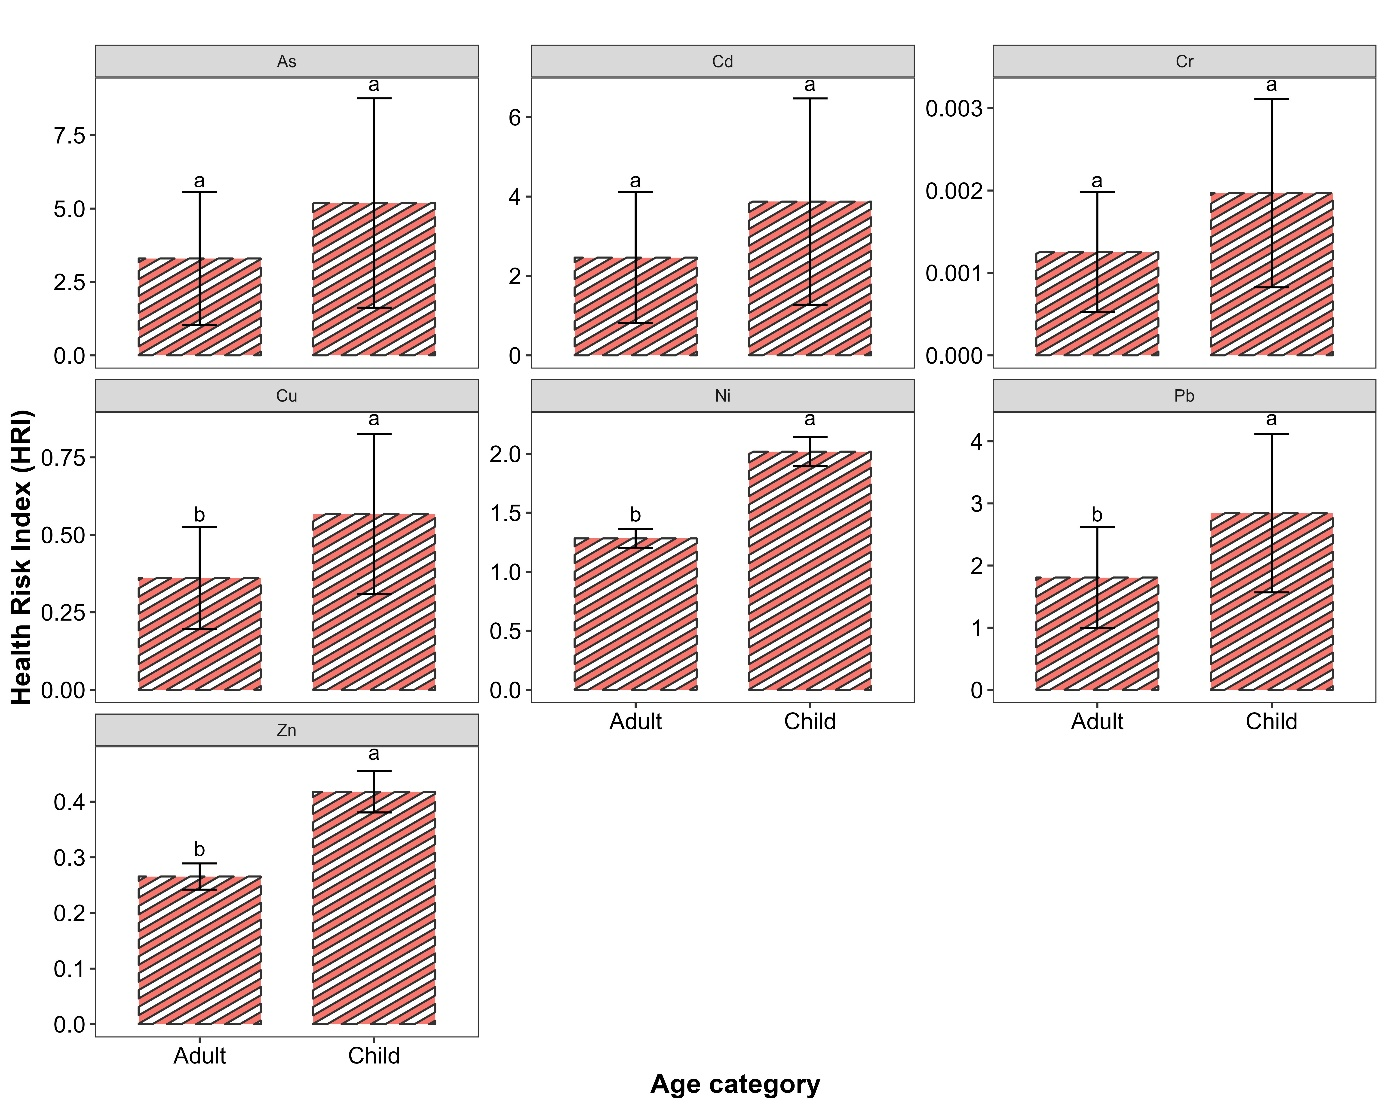 As
Cd
Cr
7.5
5.0
2.5
0.0
a
a
6
4
2
0
a
a
0.003
0.002
0.001
0.000
a
a
Cu
Ni
Pb
0.75
0.50
0.25
0.00
b
a
2.0
1.5
1.0
0.5
0.0
b
a
4
3
2
1
0
b
a
Adult
Child
Adult
Child
Zn
0.4
0.3
0.2
0.1
0.0
b
a
Adult
Child
Health Risk Index (HRI)
Age category